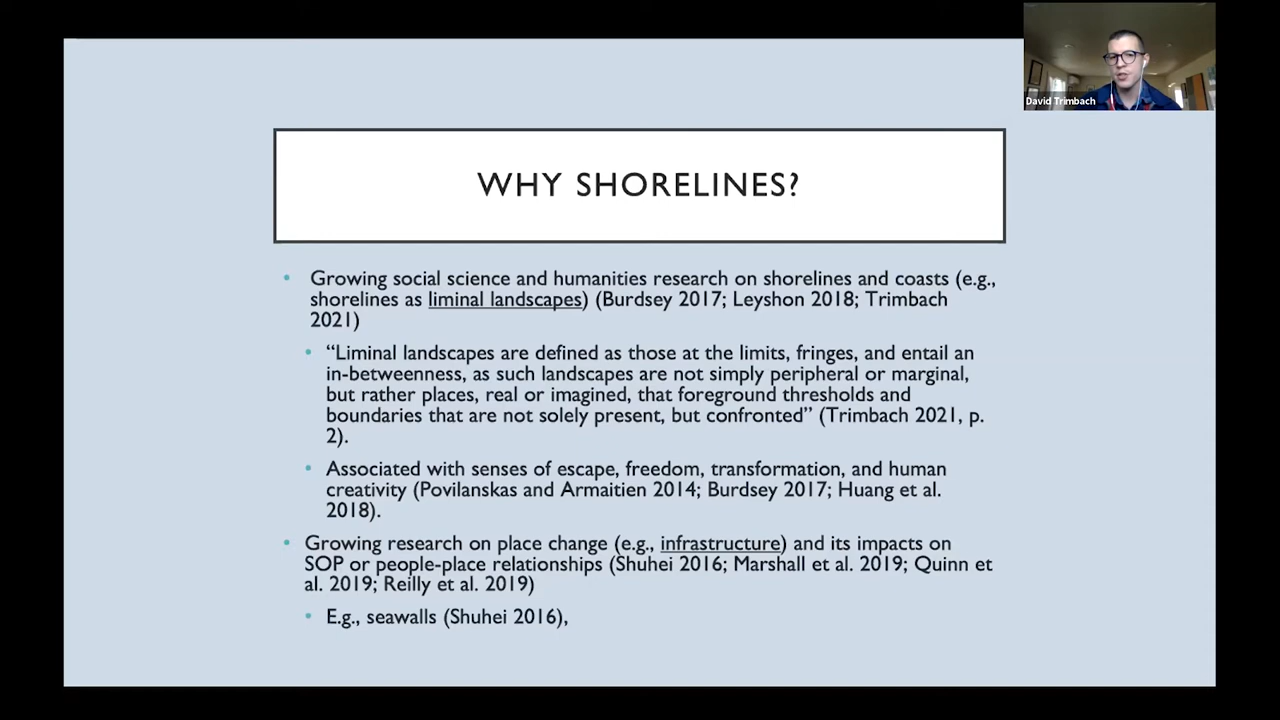 David Trimbach
WHY SHORELINES?
• Growing social science and humanities research on shorelines and coasts (e.g.,
shorelines as liminal landscapes) (Burdsey 2017; Leyshon 2018; Trimbach
2021)
• “Liminal landscapes are defined as those at the limits, fringes, and entail an
in-betweenness, as such landscapes are not simply peripheral or marginal,
but rather places, real or imagined, that foreground thresholds and
boundaries that are not solely present, but confronted” (Trimbach 2021, p.
2).
• Associated with senses of escape, freedom, transformation, and human
creativity (Povilanskas and Armaitien 2014; Burdsey 2017; Huang et al.
2018).
• Growing research on place change (e.g., infrastructure) and its impacts on
SOP or people-place relationships (Shuhei 2016; Marshall et al. 2019; Quinn et
al. 2019; Reilly et al. 2019)
• E.g., seawalls (Shuhei 2016),